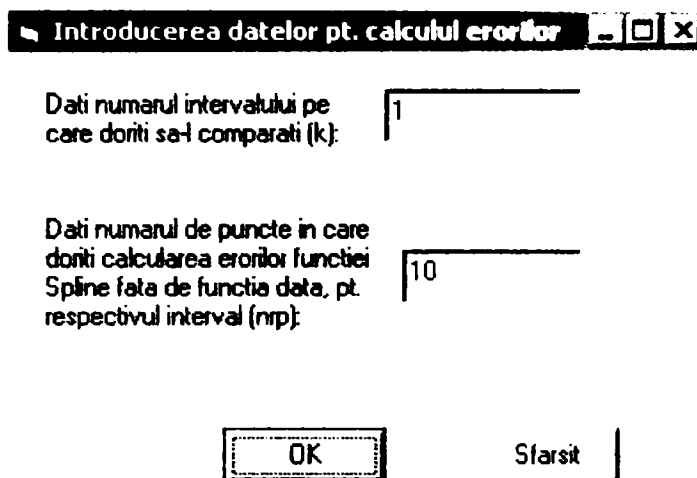 Introducerea datelor pt. calculul erorilor
Dati numarul intervalului pe
care doriti sa-l comparati (k):
1
Dati numarul de puncte in care
doriti calcularea erorilor functiei
Spline fata de functia data, pt.
respectivul interval (nrp):
10
OK
Sfarsit